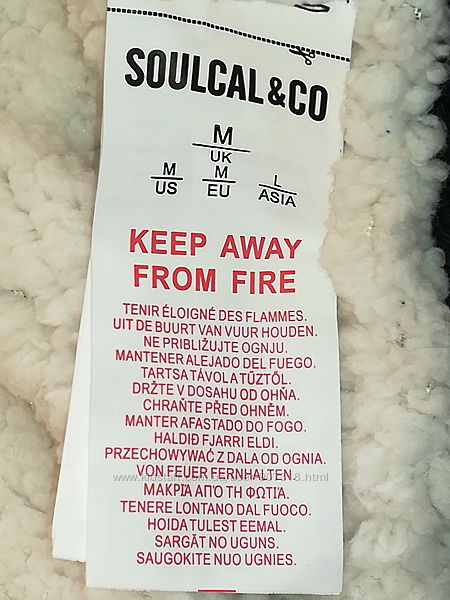 SOULCAL&CO
M
UK
M
US
M
EU
L
ASIA
KEEP AWAY
FROM FIRE
TENIR ÉLOIGNÉ DES FLAMMES.
UIT DE BUURT VAN VUUR HOUDEN.
NE PRIBLIŽUJTE OGNJU.
MANTENER ALEJADO DEL FUEGO.
TARTSA TÁVOL A TŰZTŐL.
DRŽTE V DOSAHU OD OHŇA.
CHRAŇTE PŘED OHNĚM.
MANTER AFASTADO DO FOGO.
HALDIÐ FJARRI ELDI.
PRZECHOWYWAĆ Z DALA OD OGNIA.
VON FEUER FERNHALTEN.
ΜΑΚΡΙΆ ΑΠΌ ΤΗ ΦΩΤΙΆ.
TENERE LONTANO DAL FUOCO.
HOIDA TULEST EEMAL.
SARGĀT NO UGUNS.
SAUGOKITE NUO UGNIES.